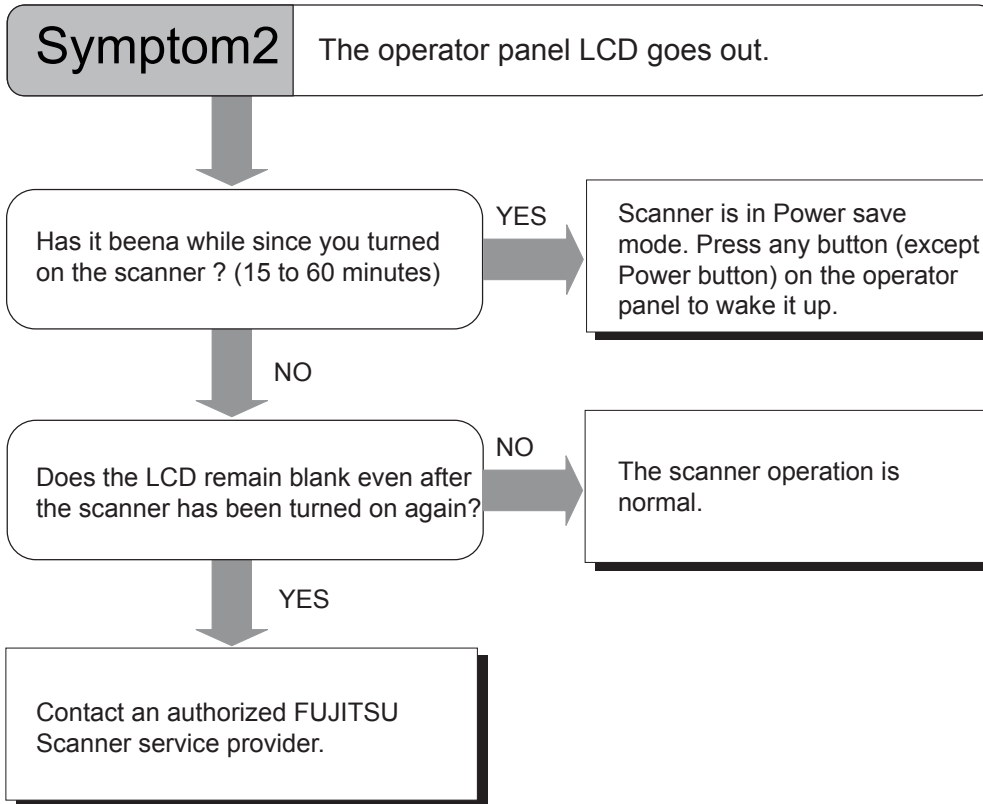 Symptom2
The operator panel LCD goes out.
Has it beena while since you turned
on the scanner ? (15 to 60 minutes)
YES
Scanner is in Power save
mode. Press any button (except
Power button) on the operator
panel to wake it up.
NO
Does the LCD remain blank even after
the scanner has been turned on again?
NO
The scanner operation is
normal.
YES
Contact an authorized FUJITSU
Scanner service provider.